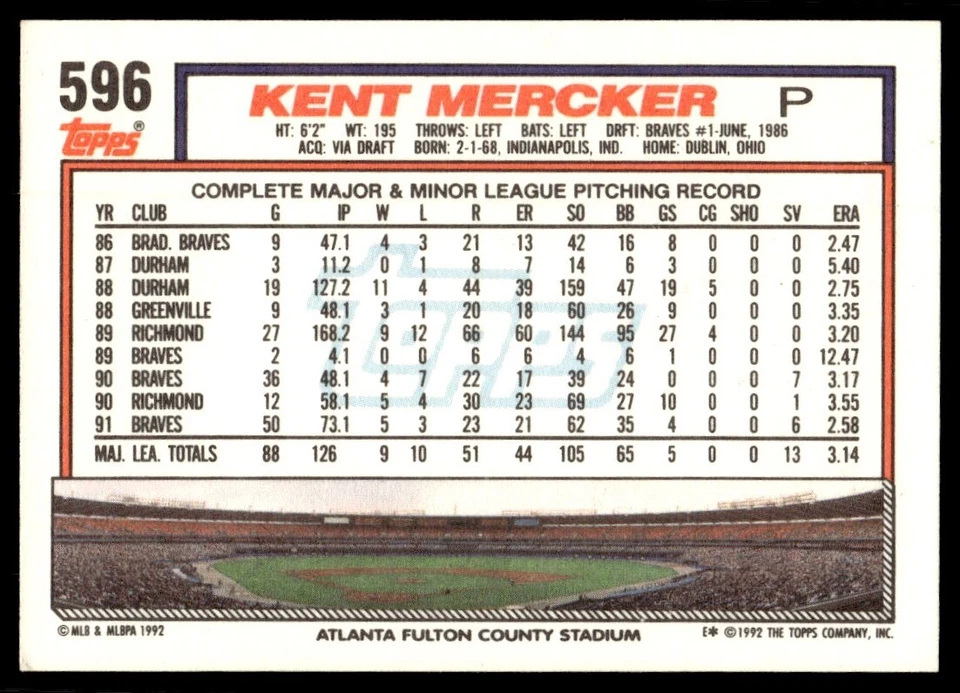 596
KENT MERCKER P
Topps®
HT: 6'2" WT: 195 THROWS: LEFT BATS: LEFT DRFT: BRAVES #1-JUNE, 1986
ACQ: VIA DRAFT BORN: 2-1-68, INDIANAPOLIS, IND. HOME: DUBLIN, OHIO
COMPLETE MAJOR & MINOR LEAGUE PITCHING RECORD
YR CLUB G IP W L R ER SO BB GS CG SHO SV ERA
86 BRAD. BRAVES 9 47.1 4 3 21 13 42 16 8 0 0 0 2.47
87 DURHAM 3 11.2 0 1 8 7 14 6 3 0 0 0 5.40
88 DURHAM 19 127.2 11 4 44 39 159 47 19 5 0 0 2.75
88 GREENVILLE 9 48.1 3 1 20 18 60 26 9 0 0 0 3.35
89 RICHMOND 27 168.2 9 12 66 60 144 95 27 4 0 0 3.20
89 BRAVES 2 4.1 0 0 6 6 4 6 1 0 0 0 12.47
90 BRAVES 36 48.1 4 7 22 17 39 24 0 0 0 7 3.17
90 RICHMOND 12 58.1 5 4 30 23 69 27 10 0 0 1 3.55
91 BRAVES 50 73.1 5 3 23 21 62 35 4 0 0 6 2.58
MAJ. LEA. TOTALS 88 126 9 10 51 44 105 65 5 0 0 13 3.14
Topps
© MLB & MLBPA 1992 ATLANTA FULTON COUNTY STADIUM E* © 1992 THE TOPPS COMPANY, INC.